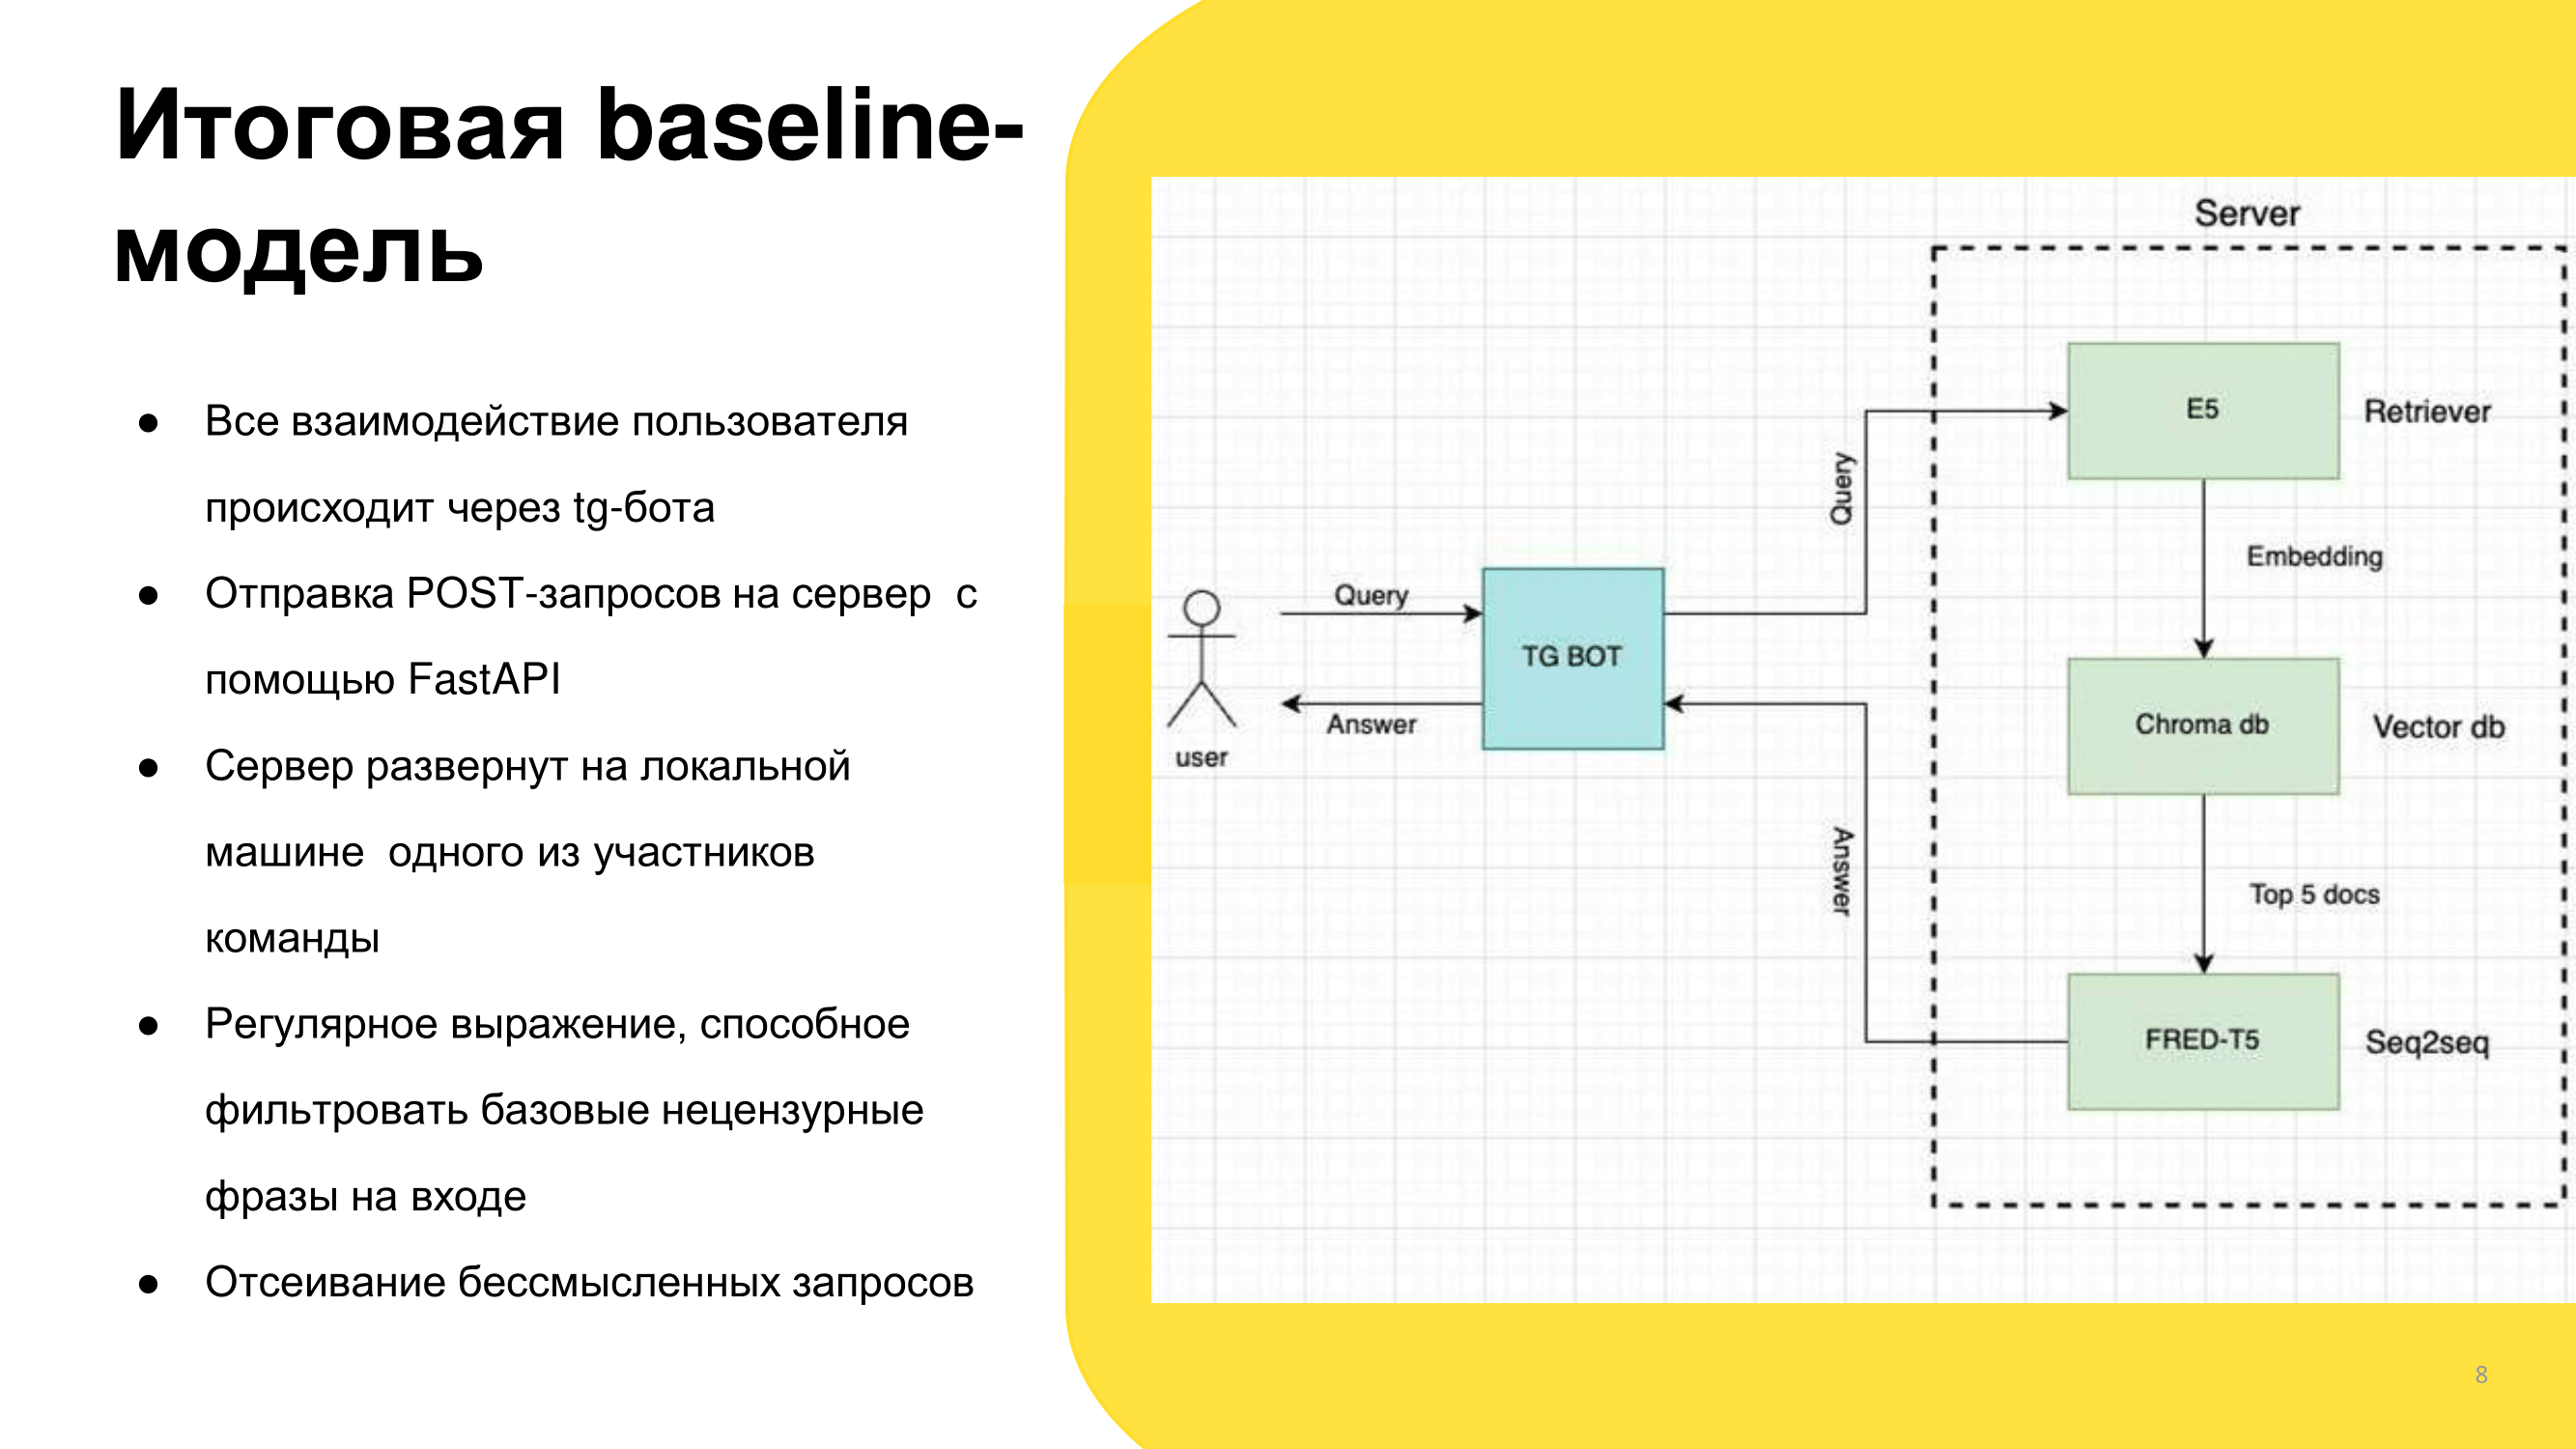 Итоговая baseline-
модель
● Все взаимодействие пользователя
происходит через tg-бота
● Отправка POST-запросов на сервер с
помощью FastAPI
● Сервер развернут на локальной
машине одного из участников
команды
● Регулярное выражение, способное
фильтровать базовые нецензурные
фразы на входе
● Отсеивание бессмысленных запросов
Server
E5
Retriever
Query
Embedding
Query
TG BOT
Answer
user
Chroma db
Vector db
Answer
Top 5 docs
FRED-T5
Seq2seq
8